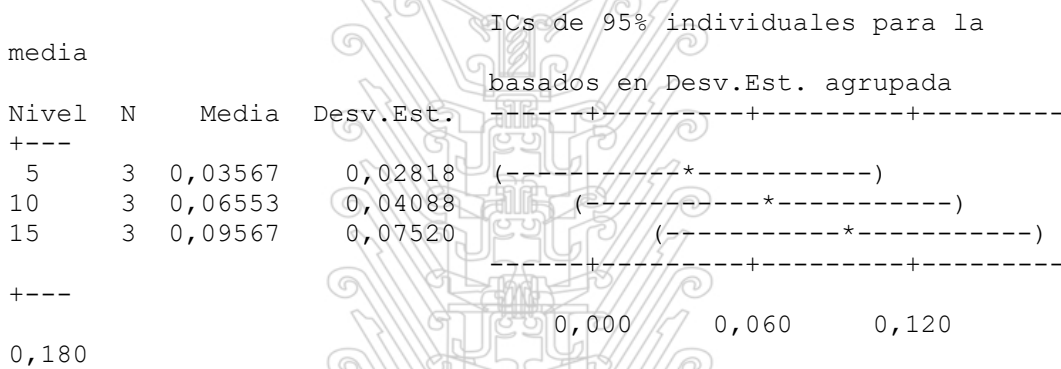 ICs de 95% individuales para la
media
basados en Desv.Est. agrupada
Nivel N Media Desv.Est. ------+---------+---------+---------
+---
5 3 0,03567 0,02818 (-----------*-----------)
10 3 0,06553 0,04088 (-----------*-----------)
15 3 0,09567 0,07520 (-----------*-----------)
------+---------+---------+---------
+---
0,000 0,060 0,120
0,180